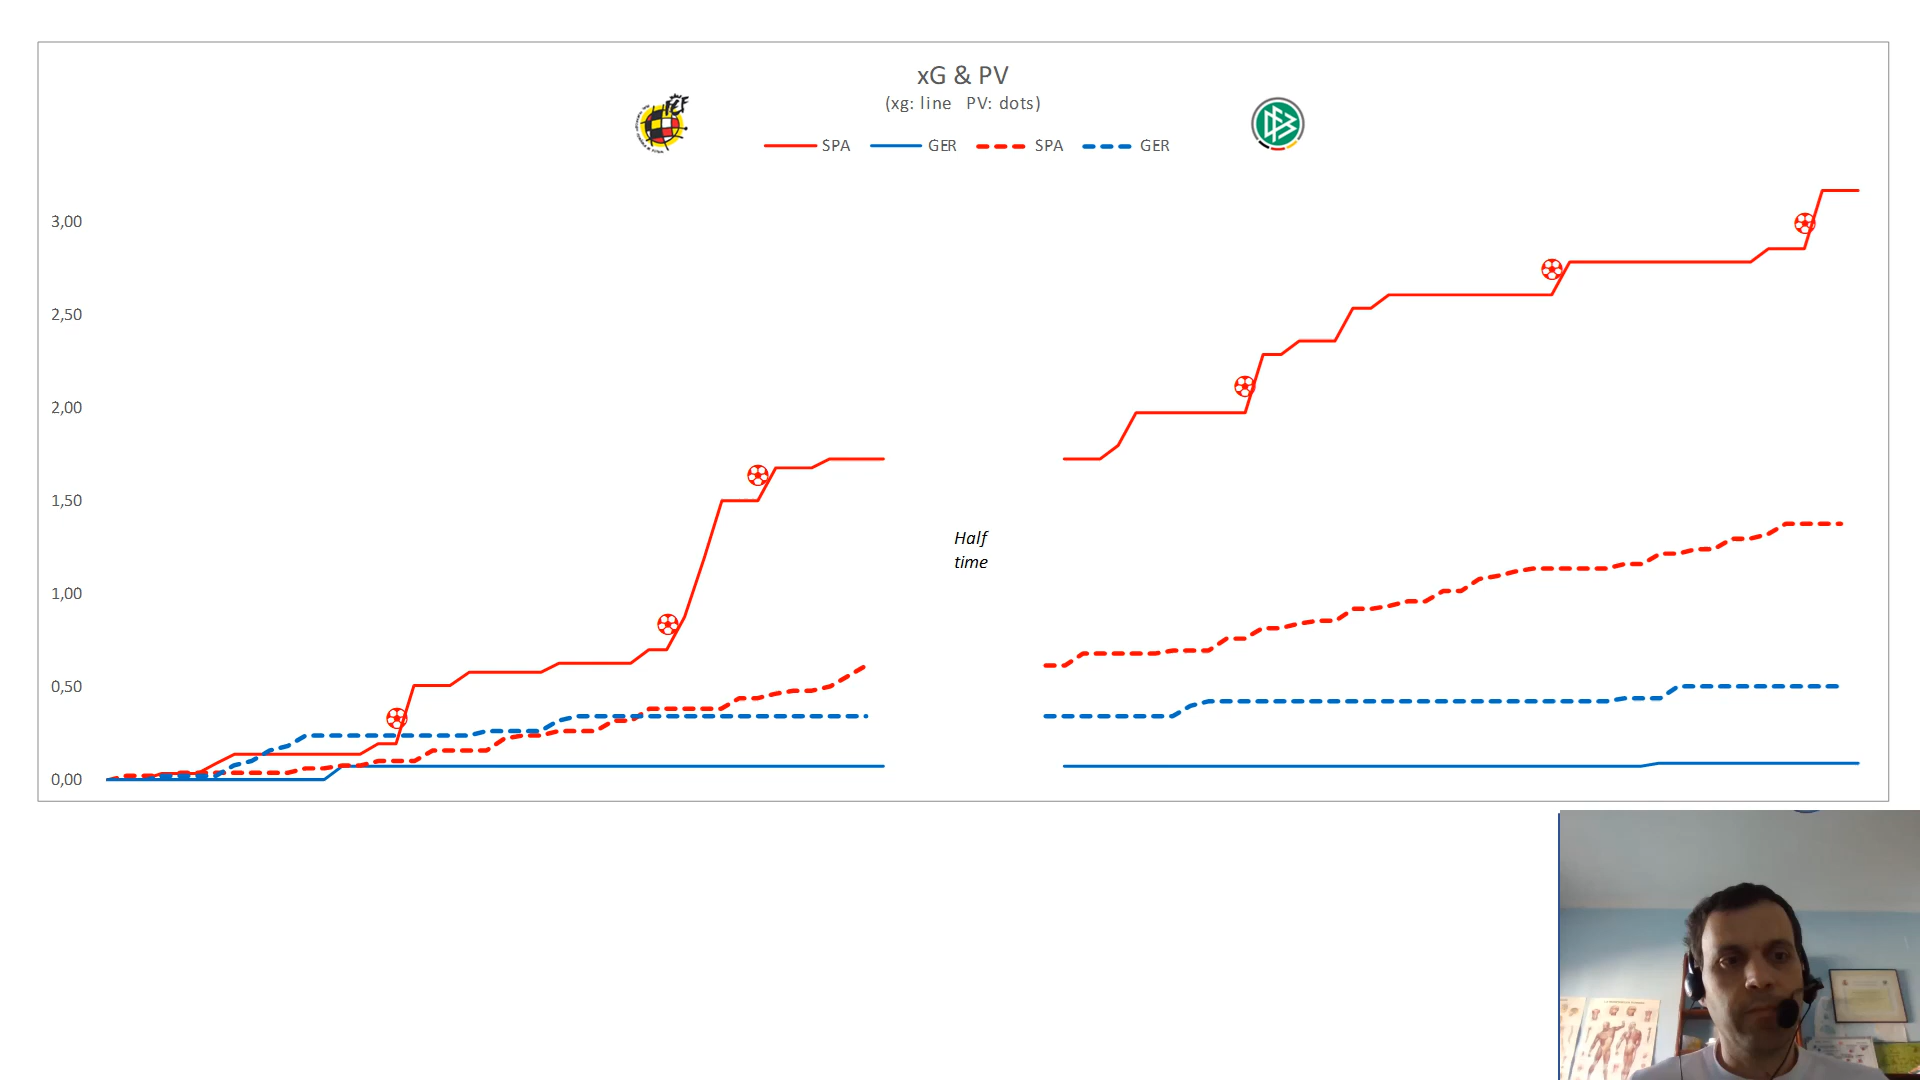 xG & PV
(xg: line PV: dots)
SPA GER SPA GER
3,00
2,50
2,00
1,50
1,00
0,50
0,00
Half
time